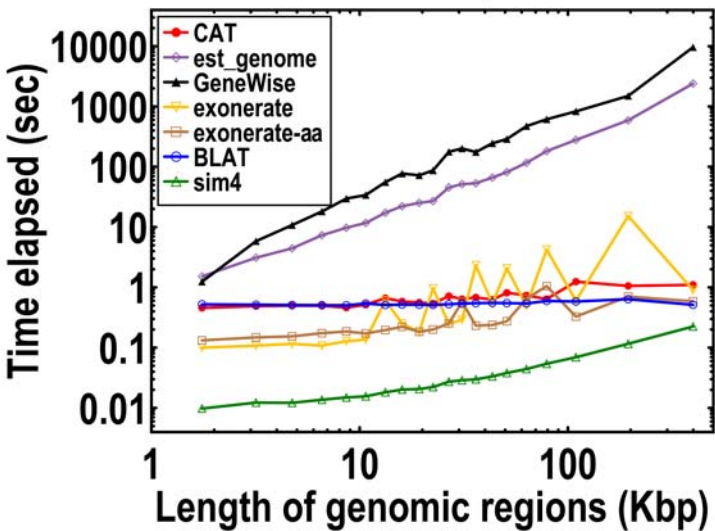 10000
1000
100
10
1
0.1
0.01
Time elapsed (sec)
CAT
est_genome
GeneWise
exonerate
exonerate-aa
BLAT
sim4
1 10 100
Length of genomic regions (Kbp)